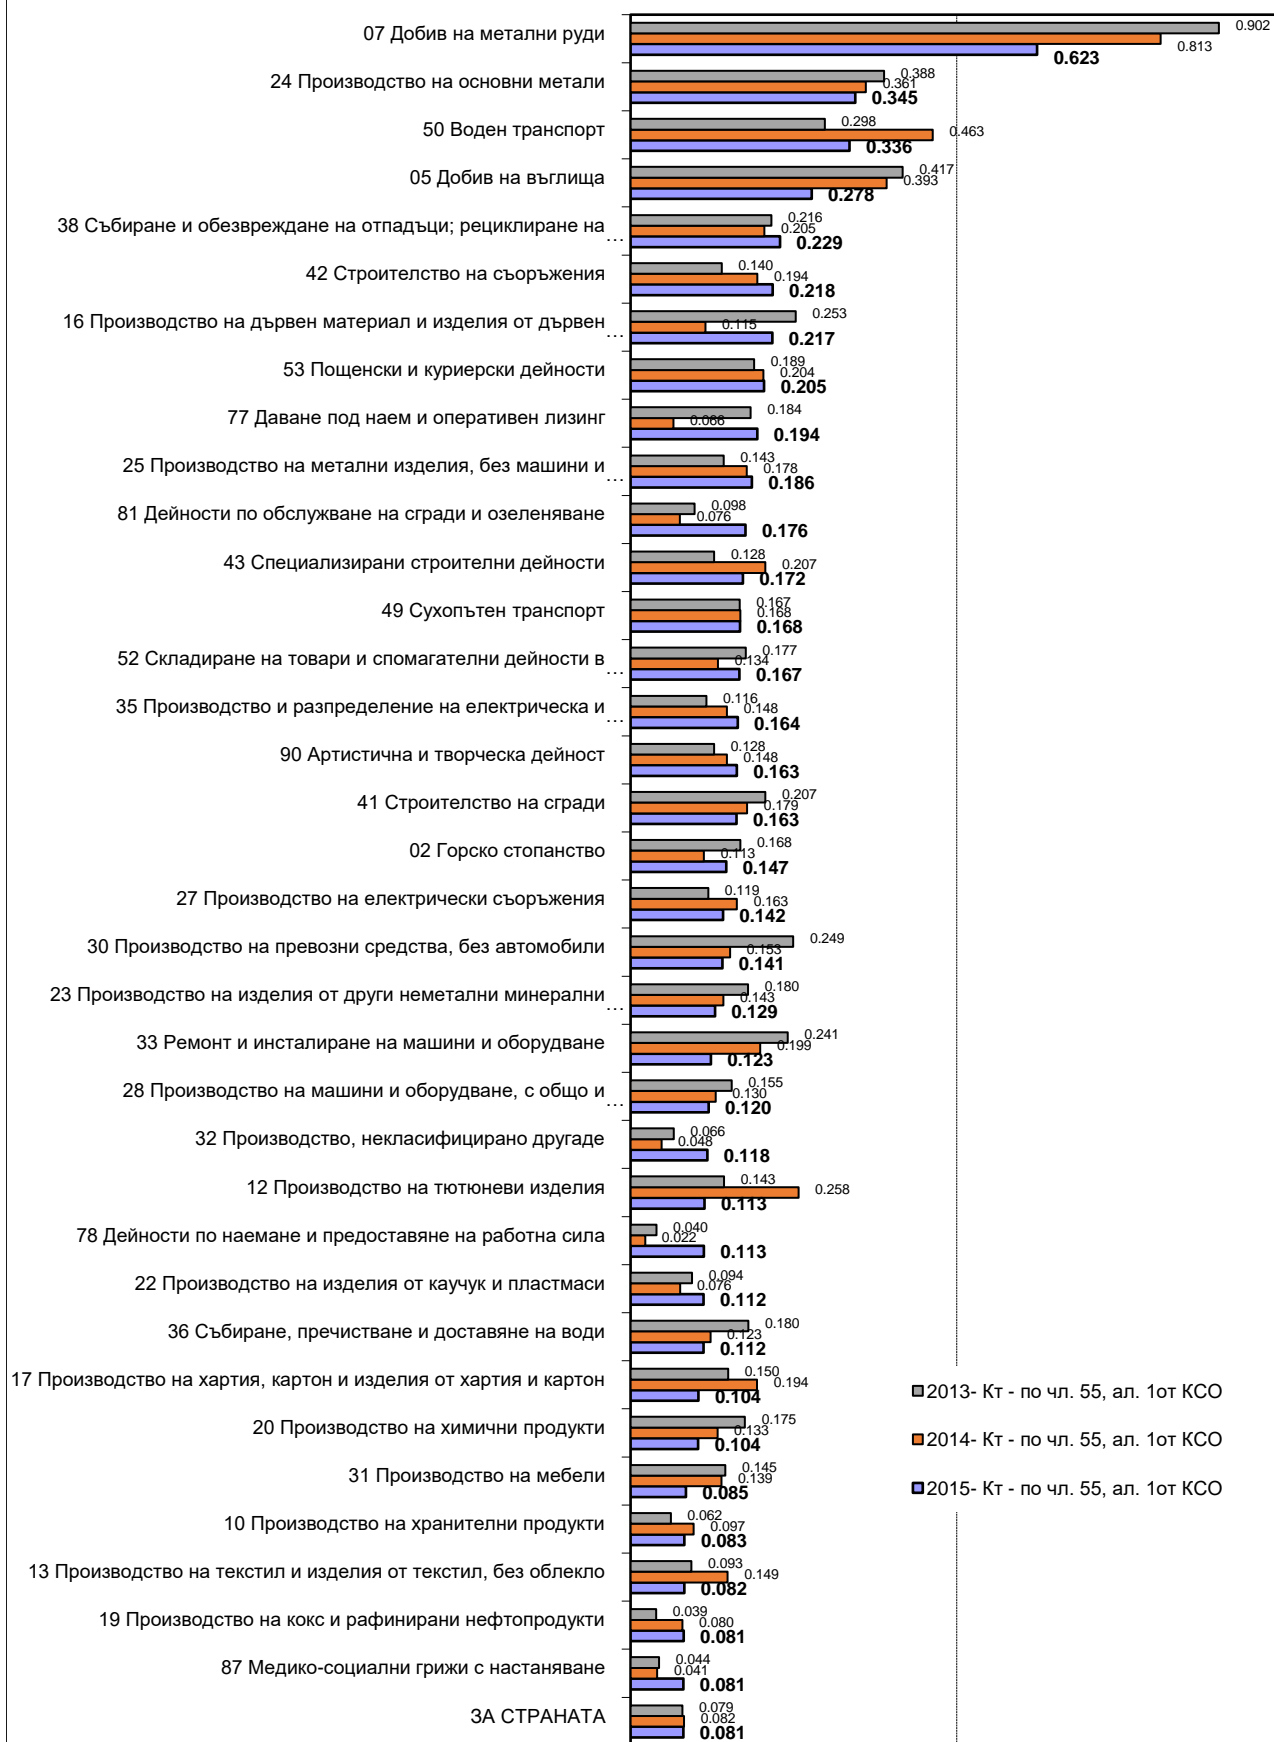 07 Добив на метални руди
0.902
0.813
0.623
24 Производство на основни метали
0.388
0.361
0.345
50 Воден транспорт
0.298
0.463
0.336
05 Добив на въглища
0.417
0.393
0.278
38 Събиране и обезвреждане на отпадъци; рециклиране на …
0.216
0.205
0.229
42 Строителство на съоръжения
0.140
0.194
0.218
16 Производство на дървен материал и изделия от дървен …
0.253
0.115
0.217
53 Пощенски и куриерски дейности
0.189
0.204
0.205
77 Даване под наем и оперативен лизинг
0.184
0.066
0.194
25 Производство на метални изделия, без машини и …
0.143
0.178
0.186
81 Дейности по обслужване на сгради и озеленяване
0.098
0.076
0.176
43 Специализирани строителни дейности
0.128
0.207
0.172
49 Сухопътен транспорт
0.167
0.168
0.168
52 Складиране на товари и спомагателни дейности в …
0.177
0.134
0.167
35 Производство и разпределение на електрическа и …
0.116
0.148
0.164
90 Артистична и творческа дейност
0.128
0.148
0.163
41 Строителство на сгради
0.207
0.179
0.163
02 Горско стопанство
0.168
0.113
0.147
27 Производство на електрически съоръжения
0.119
0.163
0.142
30 Производство на превозни средства, без автомобили
0.249
0.153
0.141
23 Производство на изделия от други неметални минерални …
0.180
0.143
0.129
33 Ремонт и инсталиране на машини и оборудване
0.241
0.199
0.123
28 Производство на машини и оборудване, с общо и …
0.155
0.130
0.120
32 Производство, некласифицирано другаде
0.066
0.048
0.118
12 Производство на тютюневи изделия
0.143
0.258
0.113
78 Дейности по наемане и предоставяне на работна сила
0.040
0.022
0.113
22 Производство на изделия от каучук и пластмаси
0.094
0.076
0.112
36 Събиране, пречистване и доставяне на води
0.180
0.123
0.112
17 Производство на хартия, картон и изделия от хартия и картон
0.150
0.194
0.104
20 Производство на химични продукти
0.175
0.133
0.104
31 Производство на мебели
0.145
0.139
0.085
10 Производство на хранителни продукти
0.062
0.097
0.083
13 Производство на текстил и изделия от текстил, без облекло
0.093
0.149
0.082
19 Производство на кокс и рафинирани нефтопродукти
0.039
0.080
0.081
87 Медико-социални грижи с настаняване
0.044
0.041
0.081
ЗА СТРАНАТА
0.079
0.082
0.081
2013- Кт - по чл. 55, ал. 1от КСО
2014- Кт - по чл. 55, ал. 1от КСО
2015- Кт - по чл. 55, ал. 1от КСО